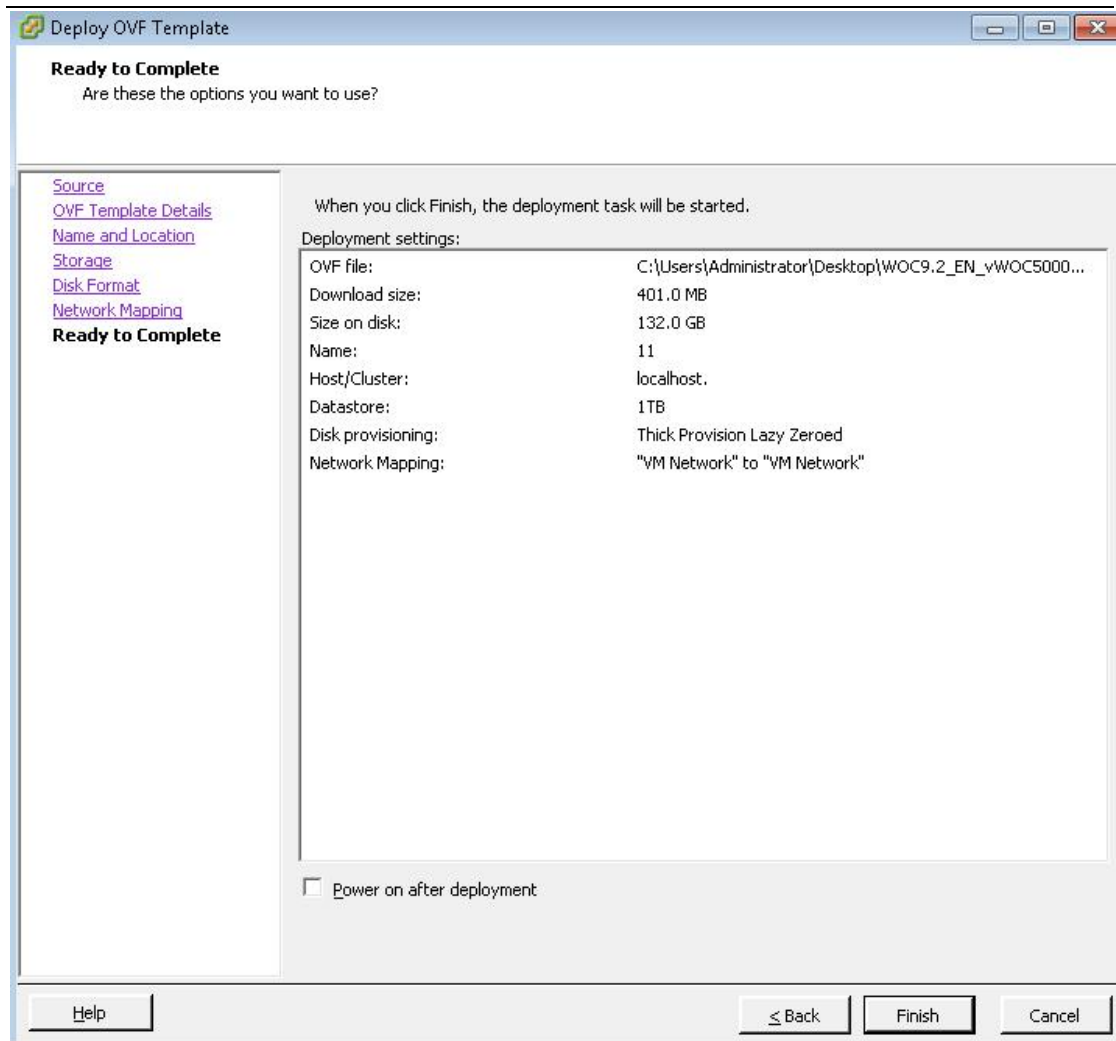 Deploy OVF Template
Ready to Complete
Are these the options you want to use?
Source
OVF Template Details
Name and Location
Storage
Disk Format
Network Mapping
Ready to Complete
When you click Finish, the deployment task will be started.
Deployment settings:
OVF file: C:\Users\Administrator\Desktop\WOC9.2_EN_vWOC5000...
Download size: 401.0 MB
Size on disk: 132.0 GB
Name: 11
Host/Cluster: localhost.
Datastore: 1TB
Disk provisioning: Thick Provision Lazy Zeroed
Network Mapping: "VM Network" to "VM Network"
Power on after deployment
Help
< Back Finish Cancel